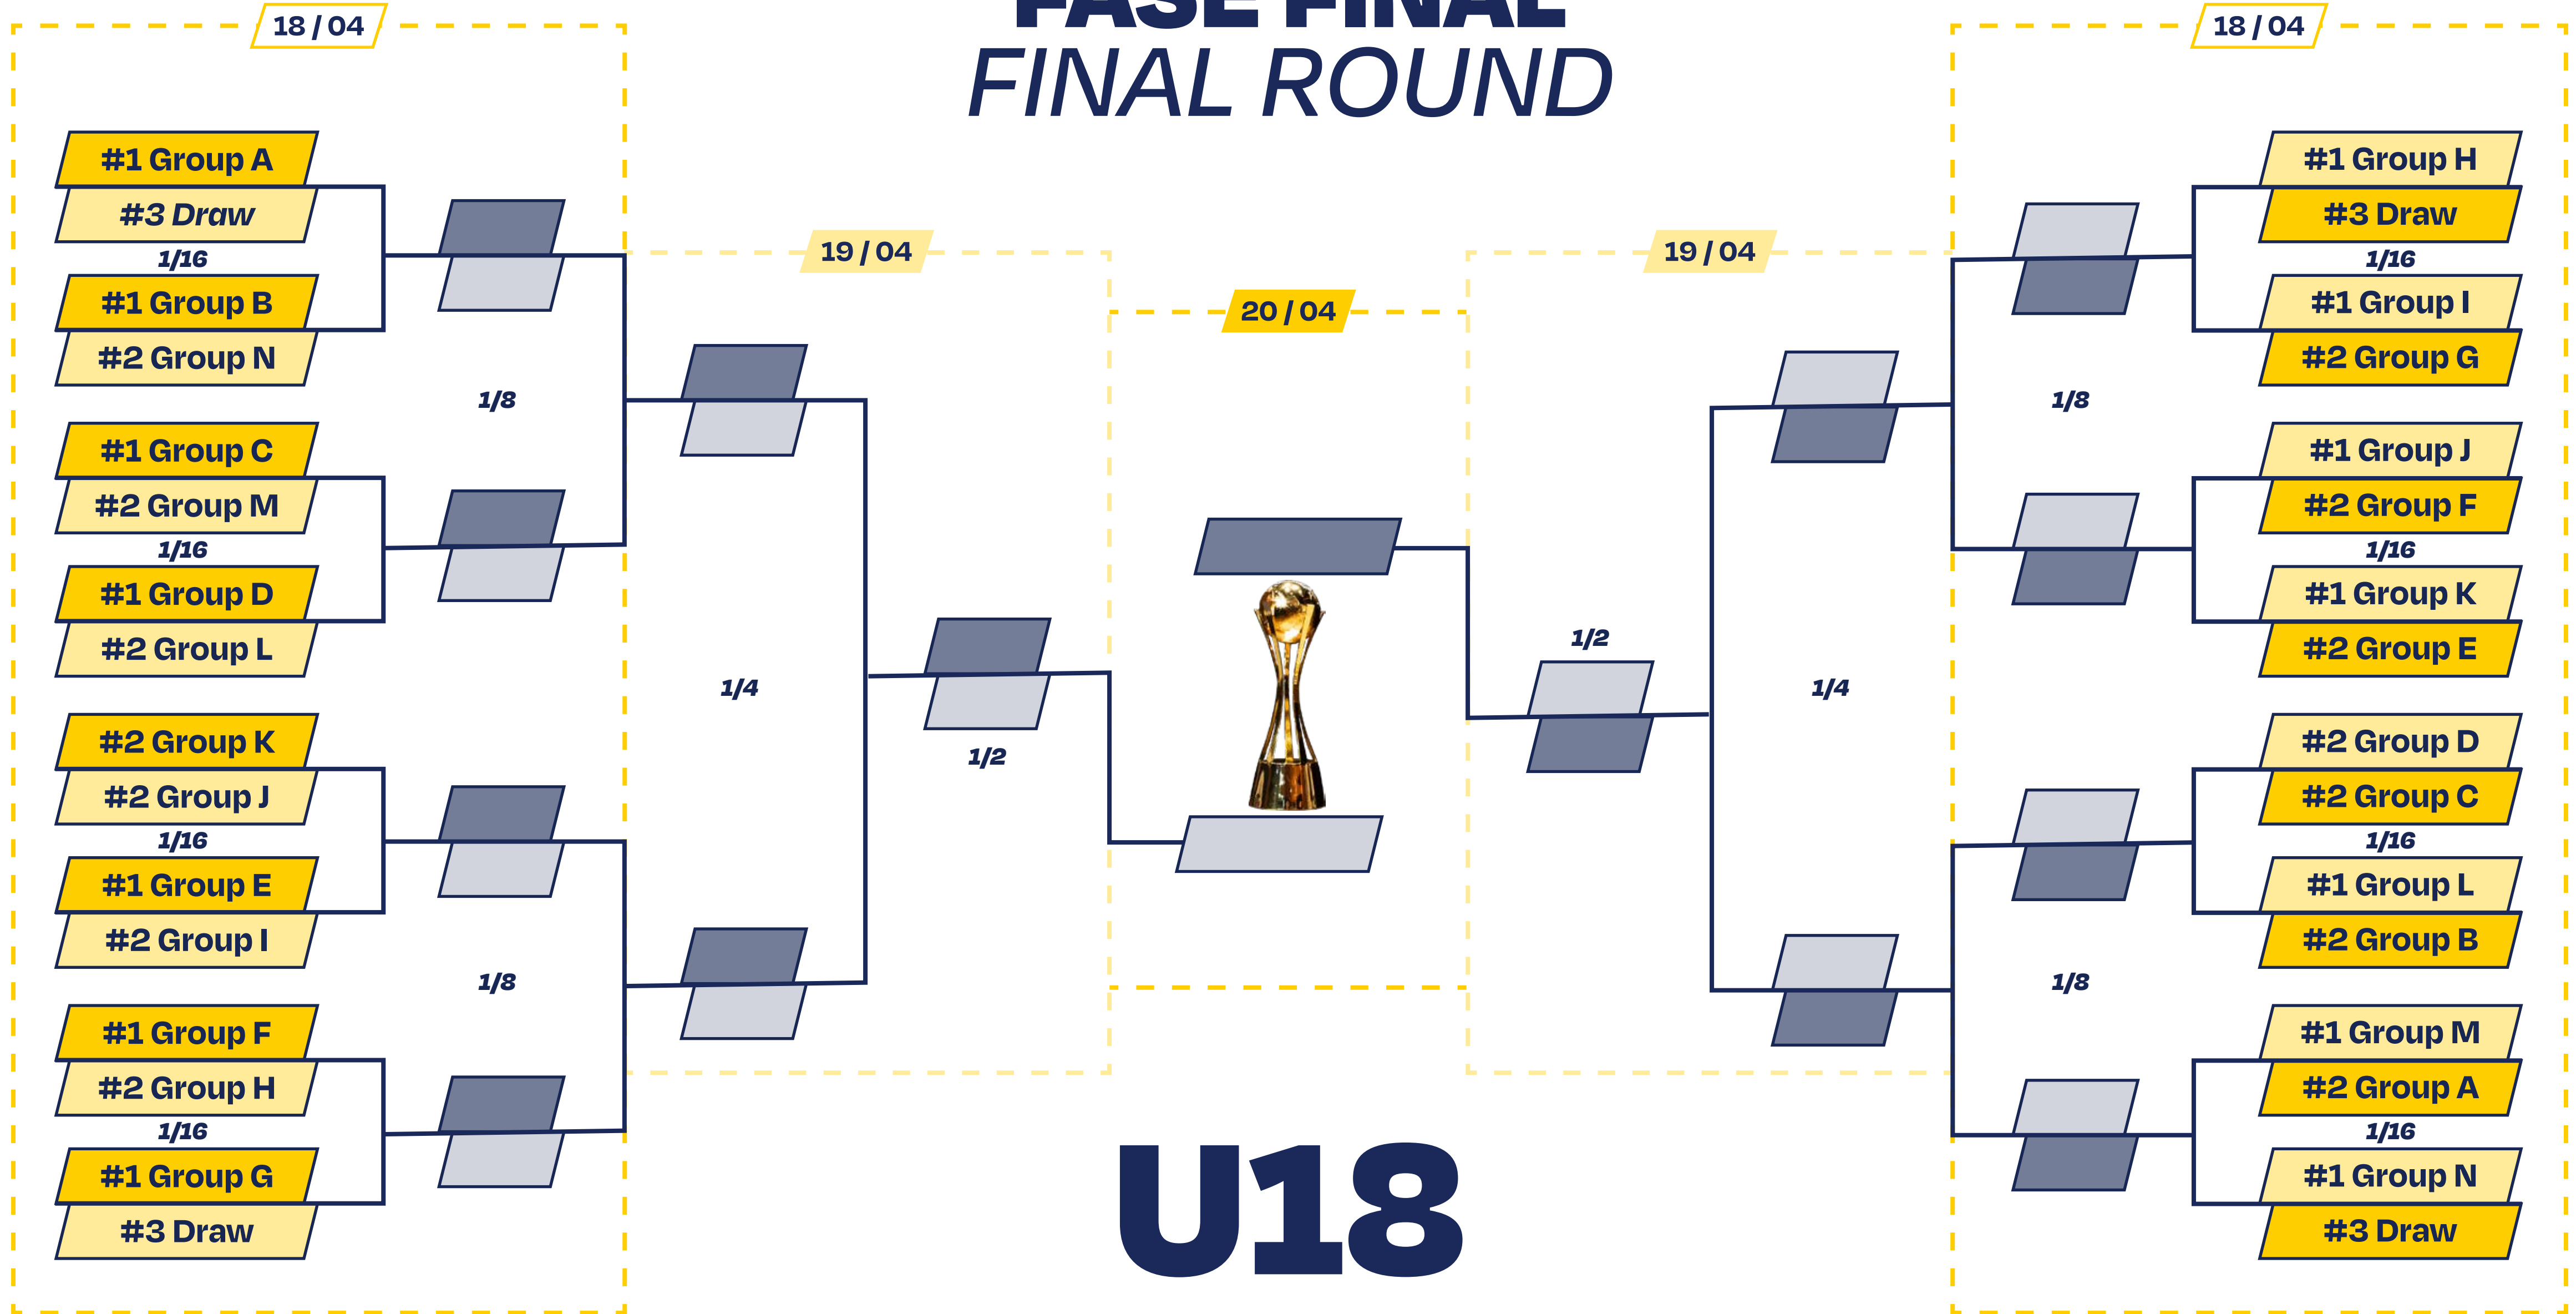 18 / 04
FASE FINAL
18 / 04
FINAL ROUND
#1 Group A
#3 Draw
1/16
#1 Group B
#2 Group N
1/8
#1 Group C
#2 Group M
1/16
#1 Group D
#2 Group L
#2 Group K
#2 Group J
1/16
#1 Group E
#2 Group I
1/8
#1 Group F
#2 Group H
1/16
#1 Group G
#3 Draw
19 / 04
1/4
1/2
20 / 04
U18
19 / 04
1/2
1/4
#1 Group H
#3 Draw
1/16
#1 Group I
#2 Group G
1/8
#1 Group J
#2 Group F
1/16
#1 Group K
#2 Group E
#2 Group D
#2 Group C
1/16
#1 Group L
#2 Group B
1/8
#1 Group M
#2 Group A
1/16
#1 Group N
#3 Draw